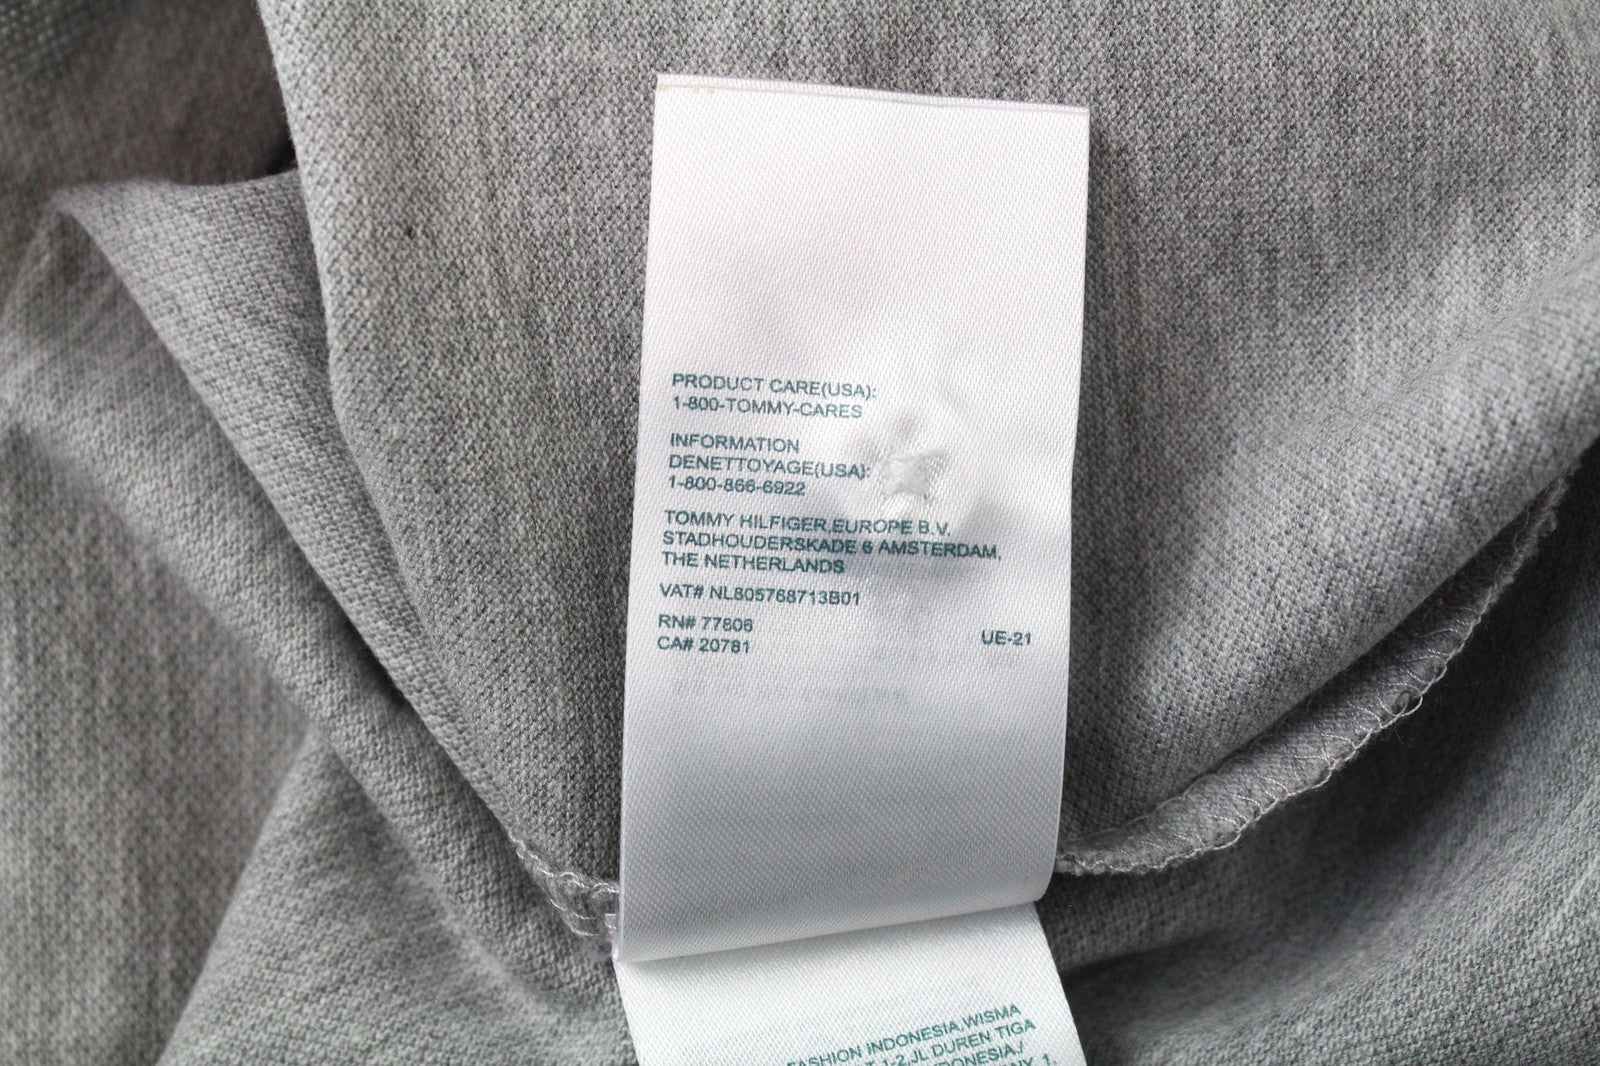 PRODUCT CARE(USA):
1-800-TOMMY-CARES
INFORMATION
DENETTOYAGE(USA):
1-800-866-6922
TOMMY HILFIGER EUROPE B.V.
STADHOUDERSKADE 6 AMSTERDAM,
THE NETHERLANDS
VAT# NL805768713B01
RN# 77806
CA# 20781 UE-21
FASHION INDONESIA,WISMA
1-2,JL DUREN TIGA
INDONESIA./
1.